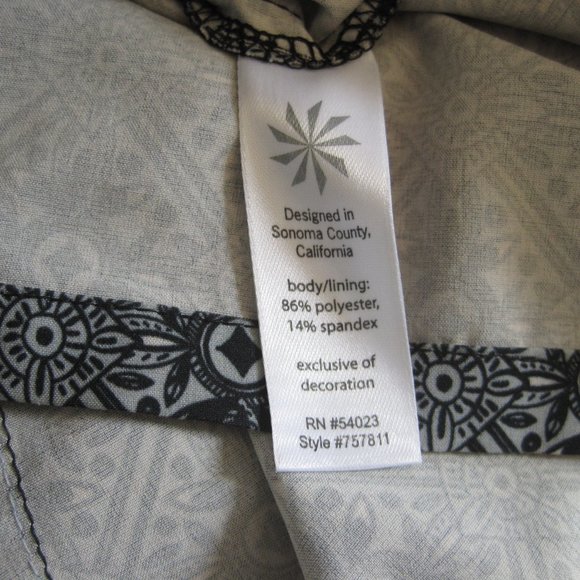 Designed in
Sonoma County,
California
body/lining:
86% polyester,
14% spandex
exclusive of
decoration
RN #54023
Style #757811